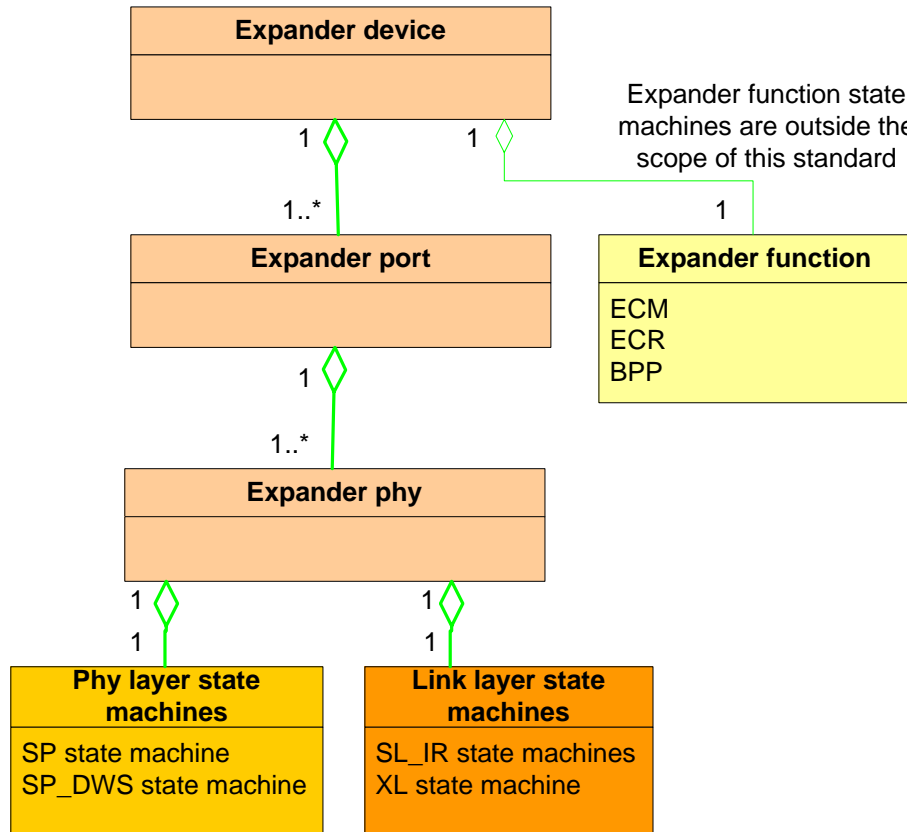 Expander device
Expander function state
machines are outside the
scope of this standard
1
1
1..*
1
Expander port
Expander function
ECM
ECR
BPP
1
1..*
Expander phy
1
1
1
1
Phy layer state
machines
Link layer state
machines
SP state machine
SP_DWS state machine
SL_IR state machines
XL state machine